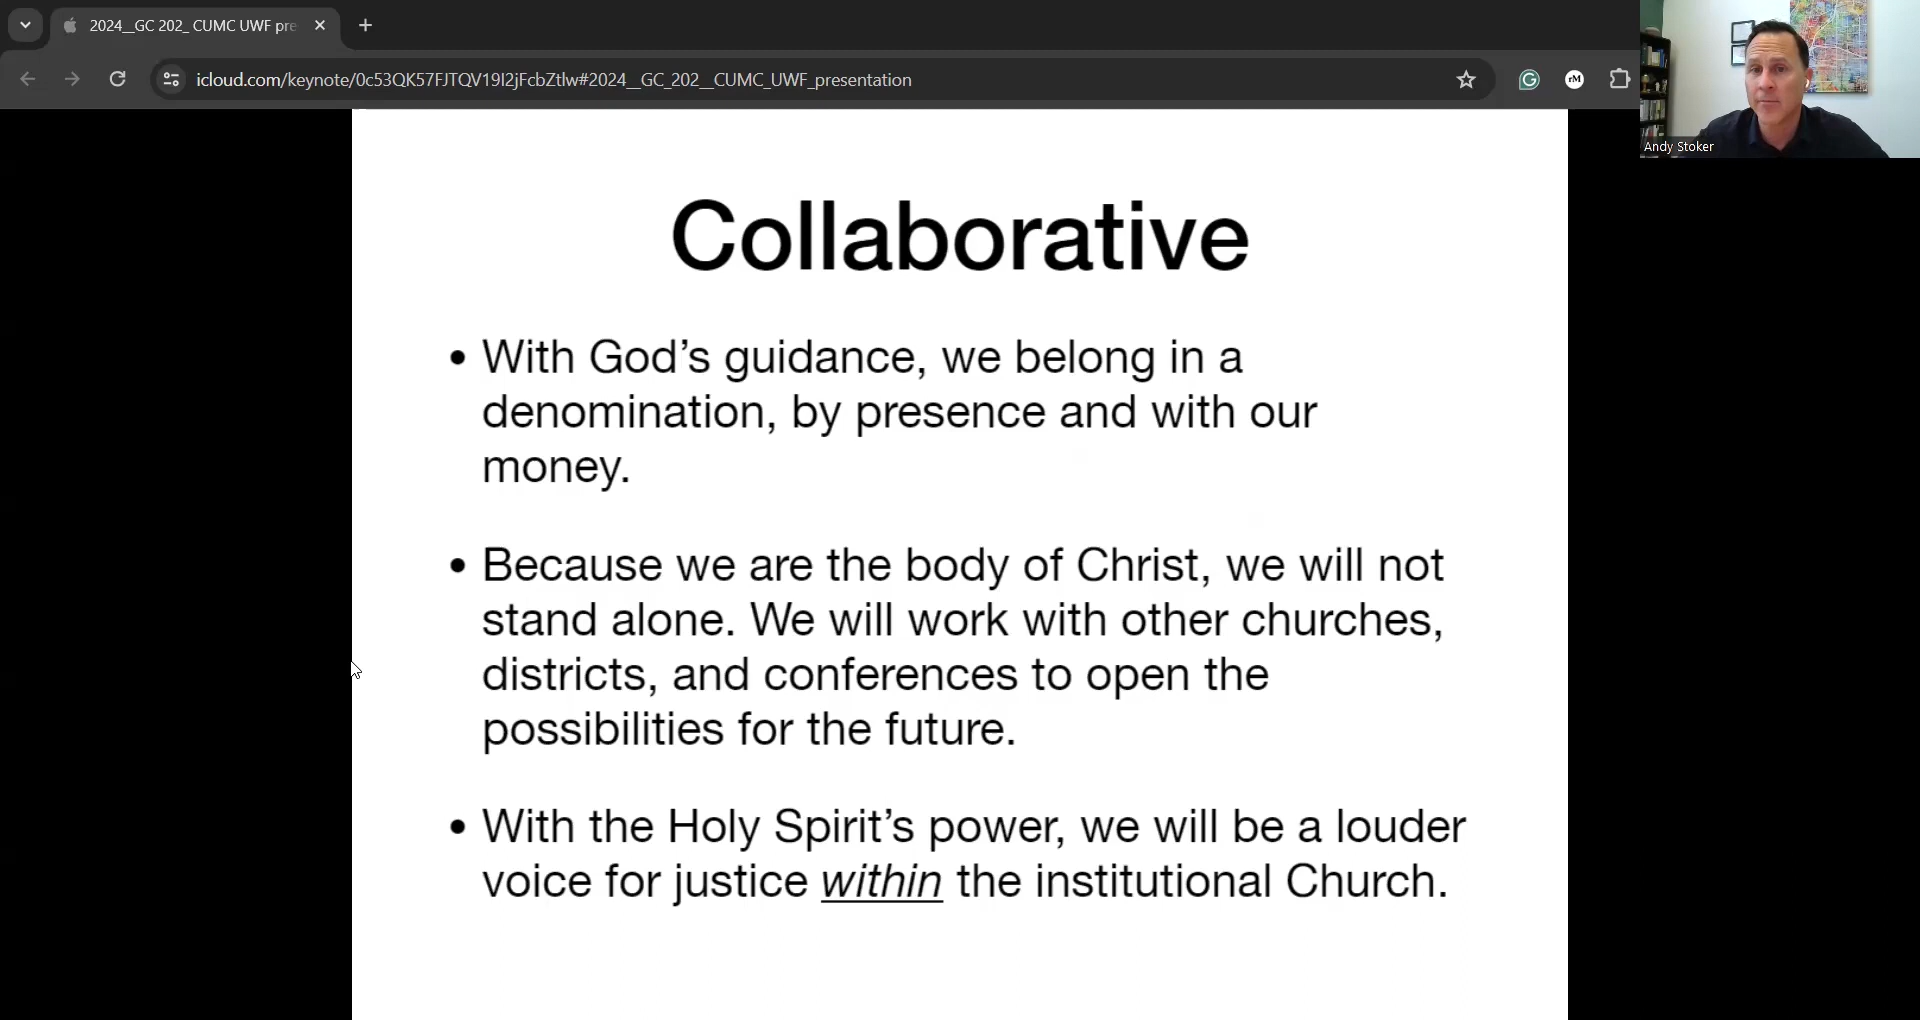 2024__GC 202_ CUMC UWF pre
icloud.com/keynote/0c53QK57FJTQV19I2jFcbZtlw#2024__GC_202__CUMC_UWF_presentation
rM
Andy Stoker
Collaborative
• With God’s guidance, we belong in a
denomination, by presence and with our
money.
• Because we are the body of Christ, we will not
stand alone. We will work with other churches,
districts, and conferences to open the
possibilities for the future.
• With the Holy Spirit’s power, we will be a louder
voice for justice within the institutional Church.